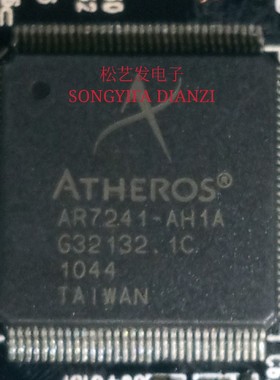 松艺发电子
SONGYIFA DIANZI
ATHEROS®
AR7241-AH1A
G32132.1C
1044
TAIWAN